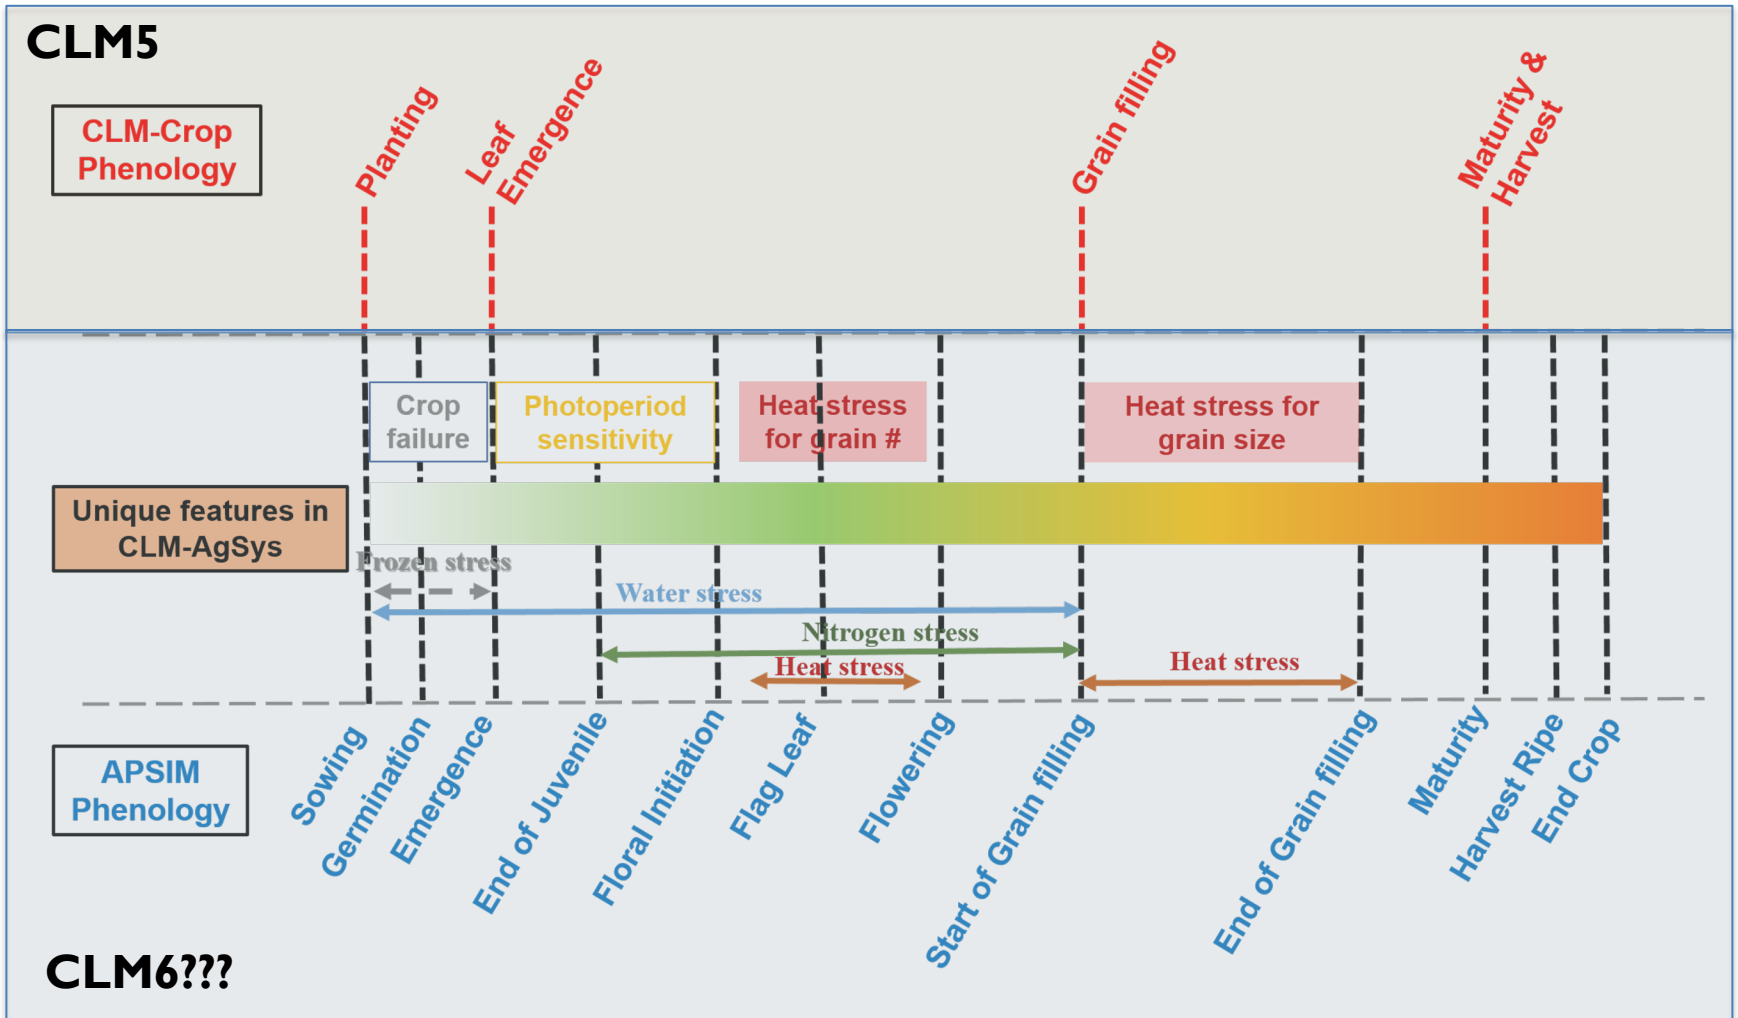 CLM5
CLM-Crop
Phenology
Planting
Leaf
Emergence
Grain filling
Maturity &
Harvest
Crop
failure
Photoperiod
sensitivity
Heat stress
for grain #
Heat stress for
grain size
Unique features in
CLM-AgSys
Frozen stress
Water stress
Nitrogen stress
Heat stress
Heat stress
APSIM
Phenology
Sowing
Germination
Emergence
End of Juvenile
Floral Initiation
Flag Leaf
Flowering
Start of Grain filling
End of Grain filling
Maturity
Harvest Ripe
End Crop
CLM6???